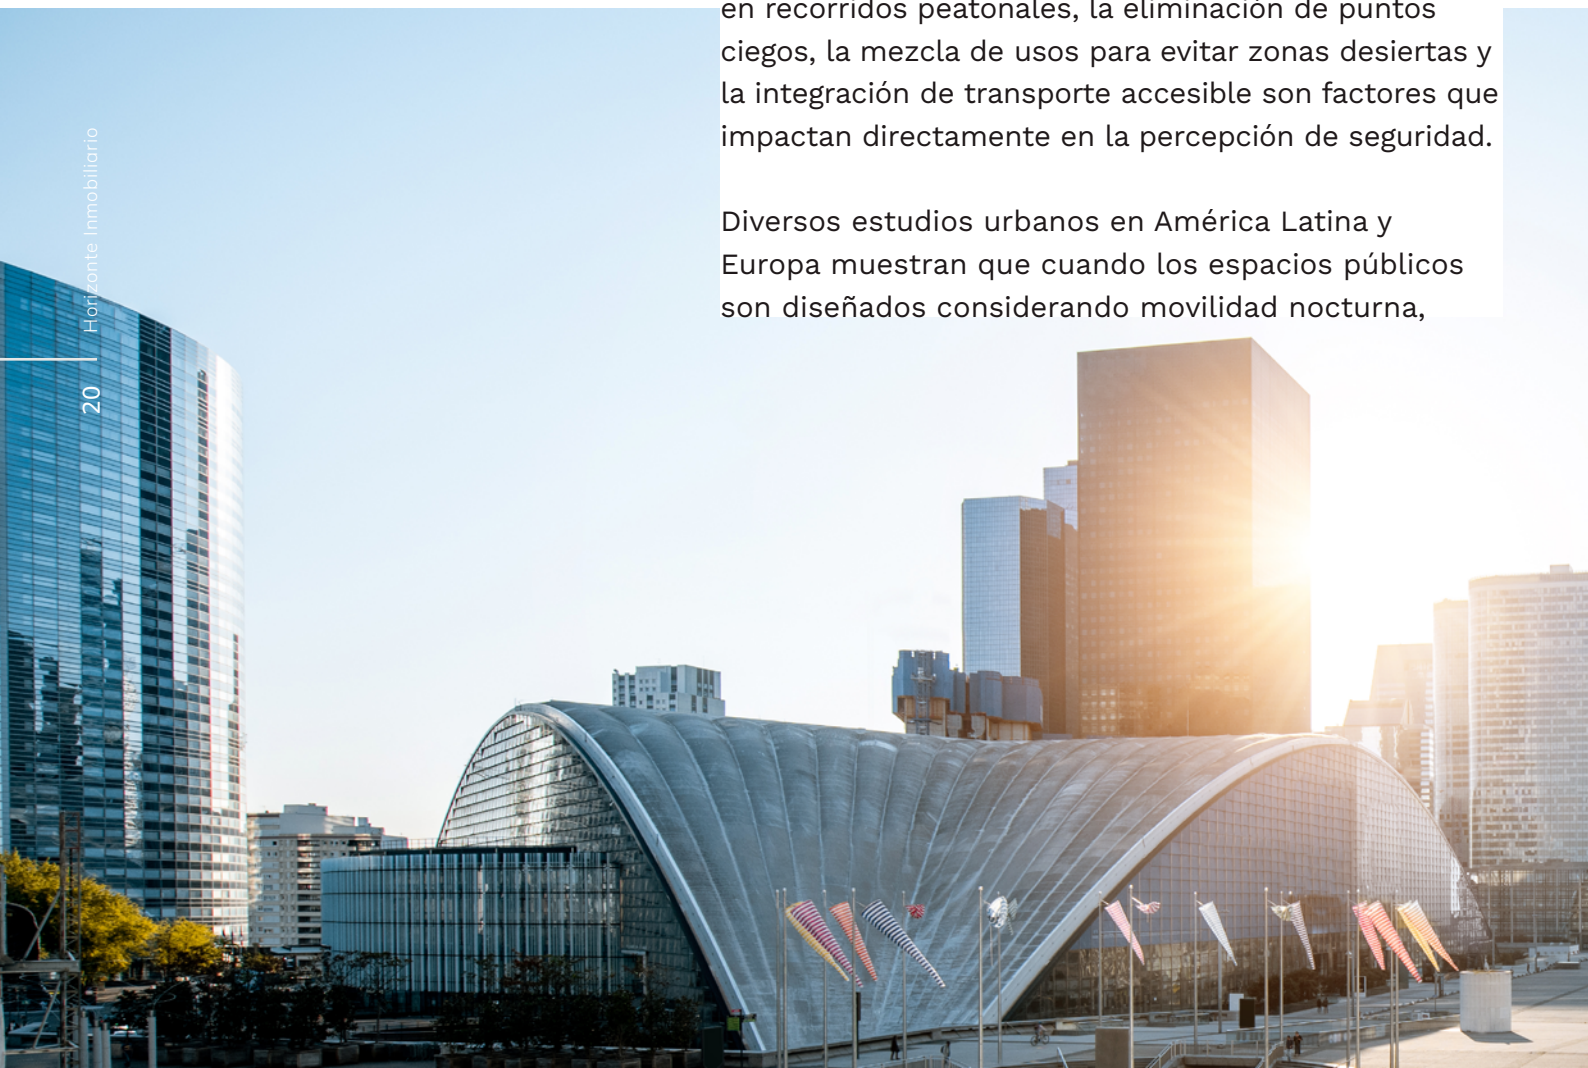 en recorridos peatonales, la eliminación de puntos
ciegos, la mezcla de usos para evitar zonas desiertas y
la integración de transporte accesible son factores que
impactan directamente en la percepción de seguridad.
Diversos estudios urbanos en América Latina y
Europa muestran que cuando los espacios públicos
son diseñados considerando movilidad nocturna,
Horizonte Inmobiliario
20